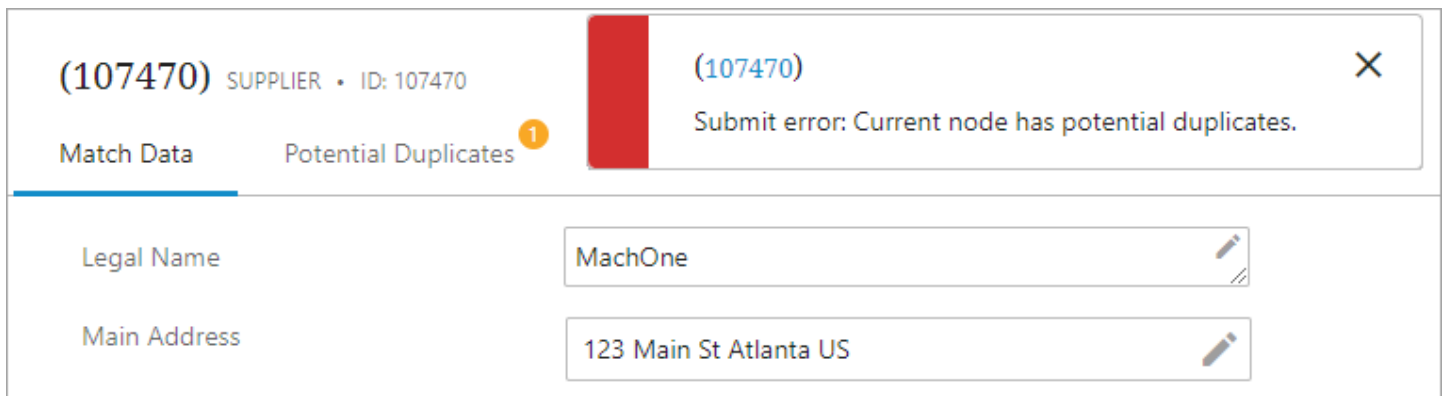 (107470) SUPPLIER • ID: 107470
Match Data
Potential Duplicates
1
(107470)
Submit error: Current node has potential duplicates.
Legal Name
MachOne
Main Address
123 Main St Atlanta US